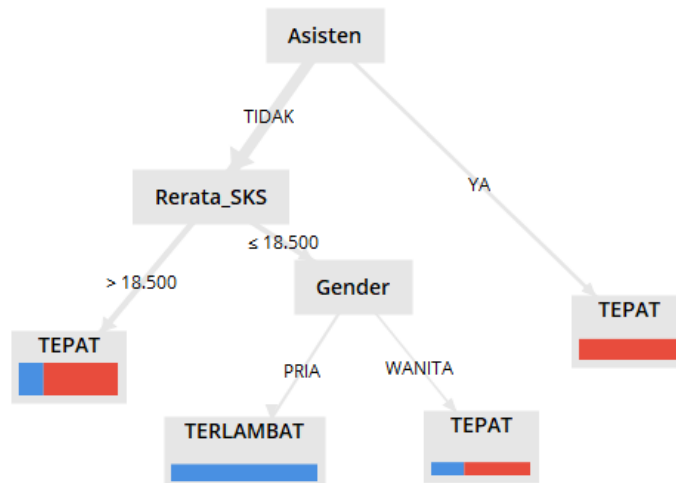 Asisten
TIDAK
YA
Rerata_SKS
≤ 18.500
> 18.500
Gender
TEPAT
TEPAT
PRIA
WANITA
TERLAMBAT
TEPAT